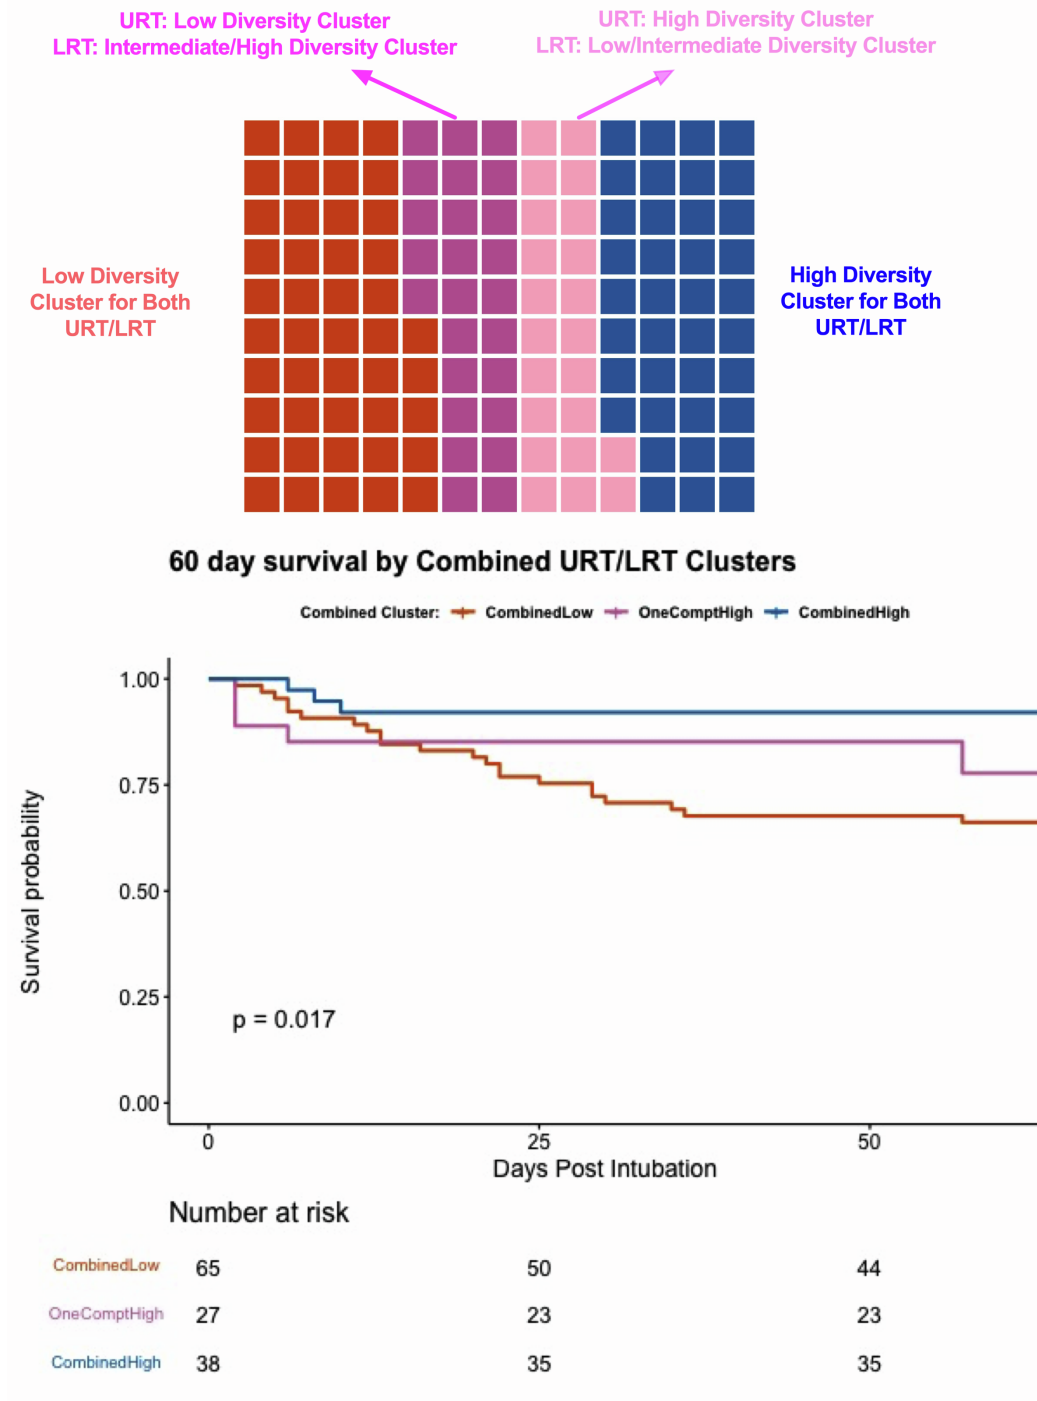 URT: Low Diversity Cluster
LRT: Intermediate/High Diversity Cluster
URT: High Diversity Cluster
LRT: Low/Intermediate Diversity Cluster
Low Diversity
Cluster for Both
URT/LRT
High Diversity
Cluster for Both
URT/LRT
60 day survival by Combined URT/LRT Clusters
Combined Cluster: CombinedLow OneComptHigh CombinedHigh
Survival probability
1.00
0.75
0.50
0.25
0.00
p = 0.017
0 25 50
Days Post Intubation
Number at risk
CombinedLow 65 50 44
OneComptHigh 27 23 23
CombinedHigh 38 35 35